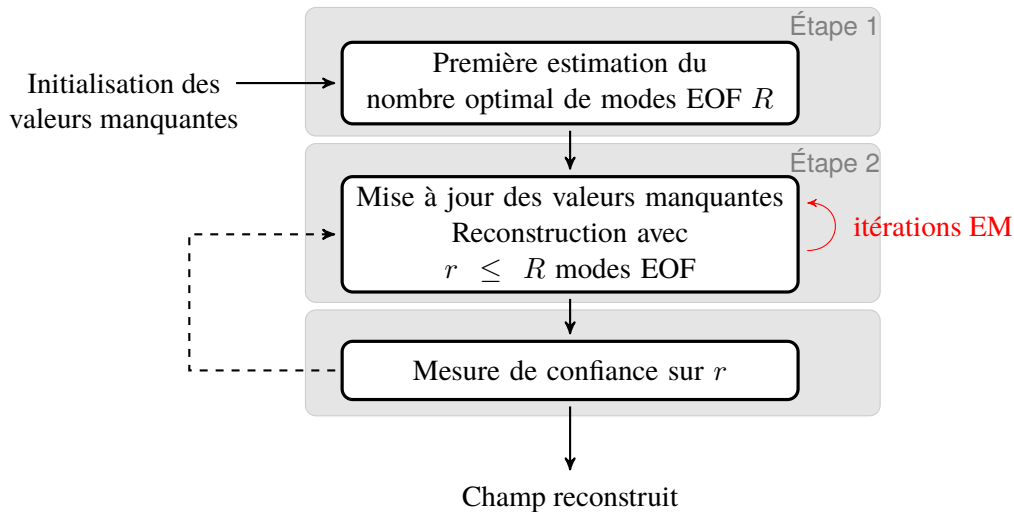 Étape 1
Première estimation du
nombre optimal de modes EOF R
Initialisation des
valeurs manquantes
Étape 2
Mise à jour des valeurs manquantes
Reconstruction avec
r ≤ R modes EOF
itérations EM
Mesure de confiance sur r
Champ reconstruit